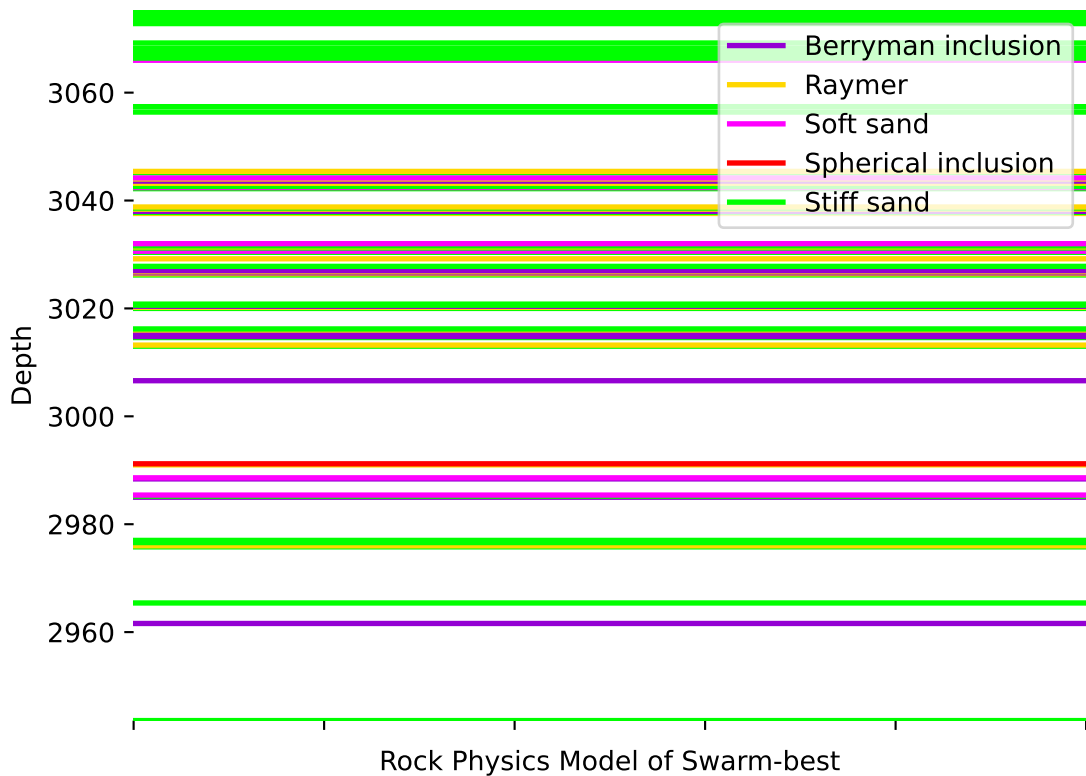 Berryman inclusion
Raymer
Soft sand
Spherical inclusion
Stiff sand
3060
3040
3020
3000
2980
2960
Depth
Rock Physics Model of Swarm-best